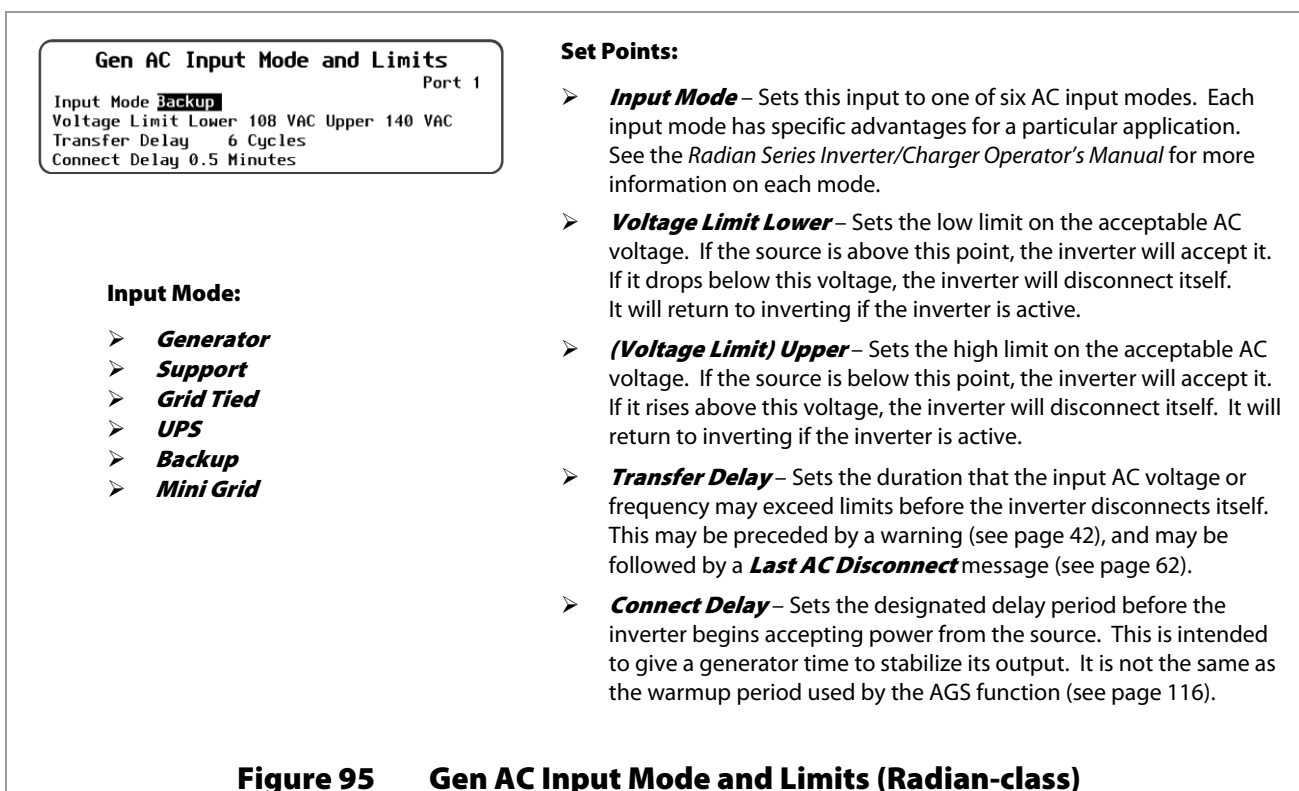 Gen AC Input Mode and Limits
Port 1
Input Mode Backup
Voltage Limit Lower 108 VAC Upper 140 VAC
Transfer Delay 6 Cycles
Connect Delay 0.5 Minutes
Input Mode:
➢ Generator
➢ Support
➢ Grid Tied
➢ UPS
➢ Backup
➢ Mini Grid
Set Points:
➢ Input Mode – Sets this input to one of six AC input modes. Each
input mode has specific advantages for a particular application.
See the Radian Series Inverter/Charger Operator's Manual for more
information on each mode.
➢ Voltage Limit Lower – Sets the low limit on the acceptable AC
voltage. If the source is above this point, the inverter will accept it.
If it drops below this voltage, the inverter will disconnect itself.
It will return to inverting if the inverter is active.
➢ (Voltage Limit) Upper – Sets the high limit on the acceptable AC
voltage. If the source is below this point, the inverter will accept it.
If it rises above this voltage, the inverter will disconnect itself. It will
return to inverting if the inverter is active.
➢ Transfer Delay – Sets the duration that the input AC voltage or
frequency may exceed limits before the inverter disconnects itself.
This may be preceded by a warning (see page 42), and may be
followed by a Last AC Disconnect message (see page 62).
➢ Connect Delay – Sets the designated delay period before the
inverter begins accepting power from the source. This is intended
to give a generator time to stabilize its output. It is not the same as
the warmup period used by the AGS function (see page 116).
Figure 95 Gen AC Input Mode and Limits (Radian-class)